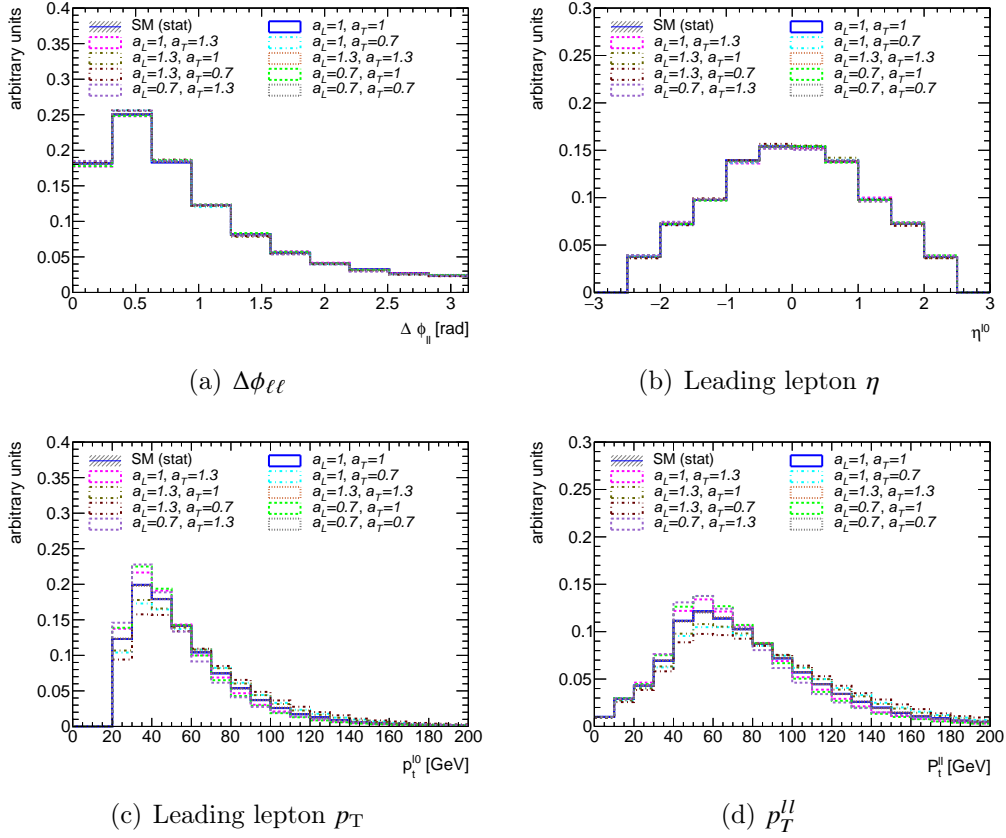 arbitrary units
0.4
0.35
0.3
0.25
0.2
0.15
0.1
0.05
0
SM (stat)
a_L=1, a_T=1.3
a_L=1.3, a_T=1
a_L=1.3, a_T=0.7
a_L=0.7, a_T=1.3
a_L=1, a_T=1
a_L=1, a_T=0.7
a_L=1.3, a_T=1.3
a_L=0.7, a_T=1
a_L=0.7, a_T=0.7
0 0.5 1 1.5 2 2.5 3
Δ ϕ_ll [rad]
(a) Δϕ_ℓℓ
arbitrary units
0.3
0.25
0.2
0.15
0.1
0.05
0
SM (stat)
a_L=1, a_T=1.3
a_L=1.3, a_T=1
a_L=1.3, a_T=0.7
a_L=0.7, a_T=1.3
a_L=1, a_T=1
a_L=1, a_T=0.7
a_L=1.3, a_T=1.3
a_L=0.7, a_T=1
a_L=0.7, a_T=0.7
−3 −2 −1 0 1 2 3
η^l0
(b) Leading lepton η
arbitrary units
0.4
0.35
0.3
0.25
0.2
0.15
0.1
0.05
0
SM (stat)
a_L=1, a_T=1.3
a_L=1.3, a_T=1
a_L=1.3, a_T=0.7
a_L=0.7, a_T=1.3
a_L=1, a_T=1
a_L=1, a_T=0.7
a_L=1.3, a_T=1.3
a_L=0.7, a_T=1
a_L=0.7, a_T=0.7
0 20 40 60 80 100 120 140 160 180 200
p_t^l0 [GeV]
(c) Leading lepton p_T
arbitrary units
0.3
0.25
0.2
0.15
0.1
0.05
0
SM (stat)
a_L=1, a_T=1.3
a_L=1.3, a_T=1
a_L=1.3, a_T=0.7
a_L=0.7, a_T=1.3
a_L=1, a_T=1
a_L=1, a_T=0.7
a_L=1.3, a_T=1.3
a_L=0.7, a_T=1
a_L=0.7, a_T=0.7
0 20 40 60 80 100 120 140 160 180 200
P_t^ll [GeV]
(d) p_T^ll